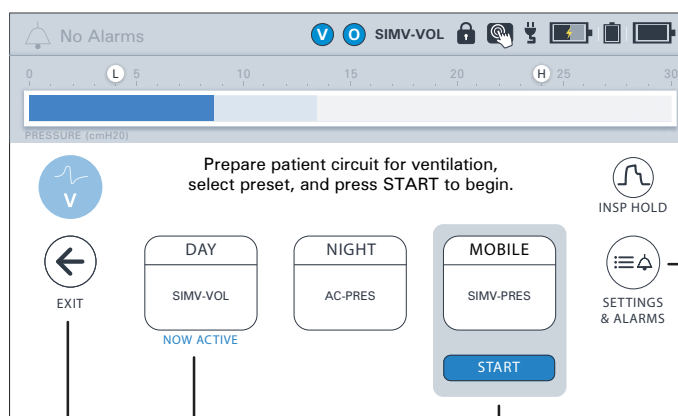 No Alarms
V O SIMV-VOL
0 L 5 10 15 20 H 25 30
PRESSURE (cmH20)
Prepare patient circuit for ventilation,
select preset, and press START to begin.
V
INSP HOLD
DAY NIGHT MOBILE
SIMV-VOL AC-PRES SIMV-PRES
EXIT
SETTINGS
& ALARMS
NOW ACTIVE
START